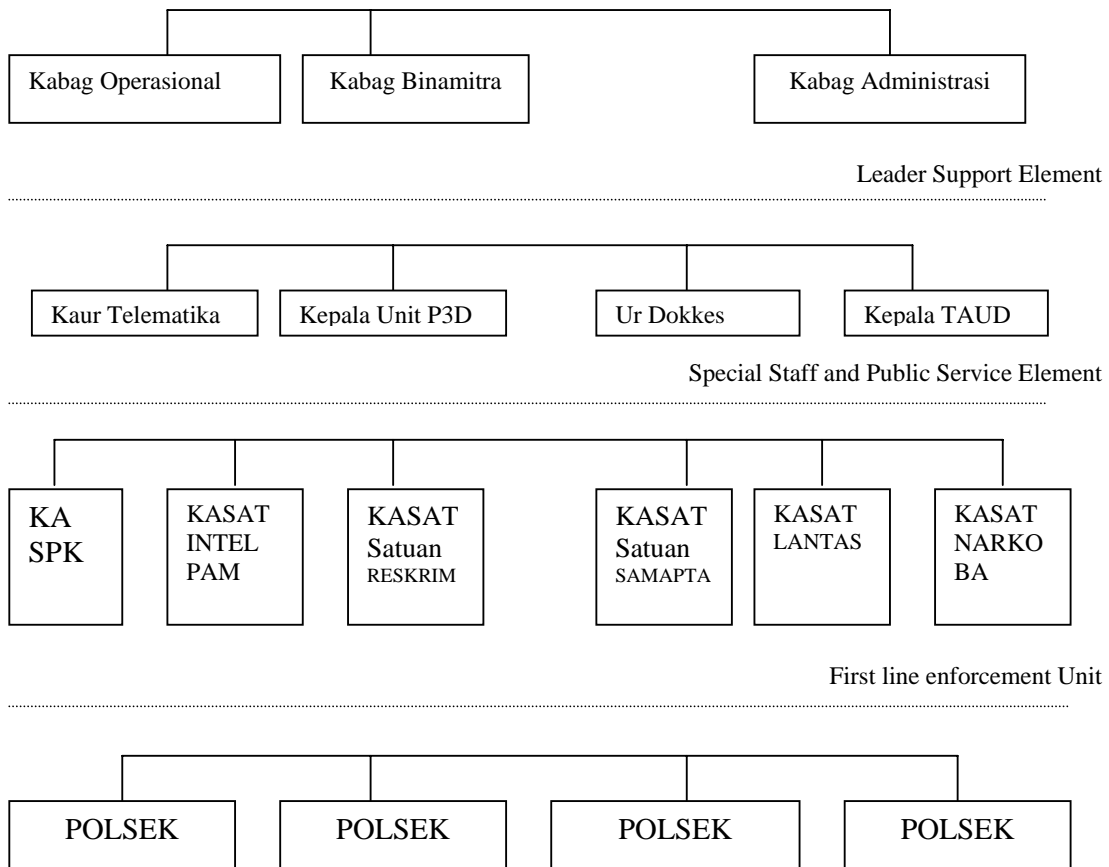 Kabag Operasional
Kabag Binamitra
Kabag Administrasi
Leader Support Element
Kaur Telematika
Kepala Unit P3D
Ur Dokkes
Kepala TAUD
Special Staff and Public Service Element
KA
SPK
KASAT
INTEL
PAM
KASAT
Satuan
RESKRIM
KASAT
Satuan
SAMAPTA
KASAT
LANTAS
KASAT
NARKO
BA
First line enforcement Unit
POLSEK
POLSEK
POLSEK
POLSEK